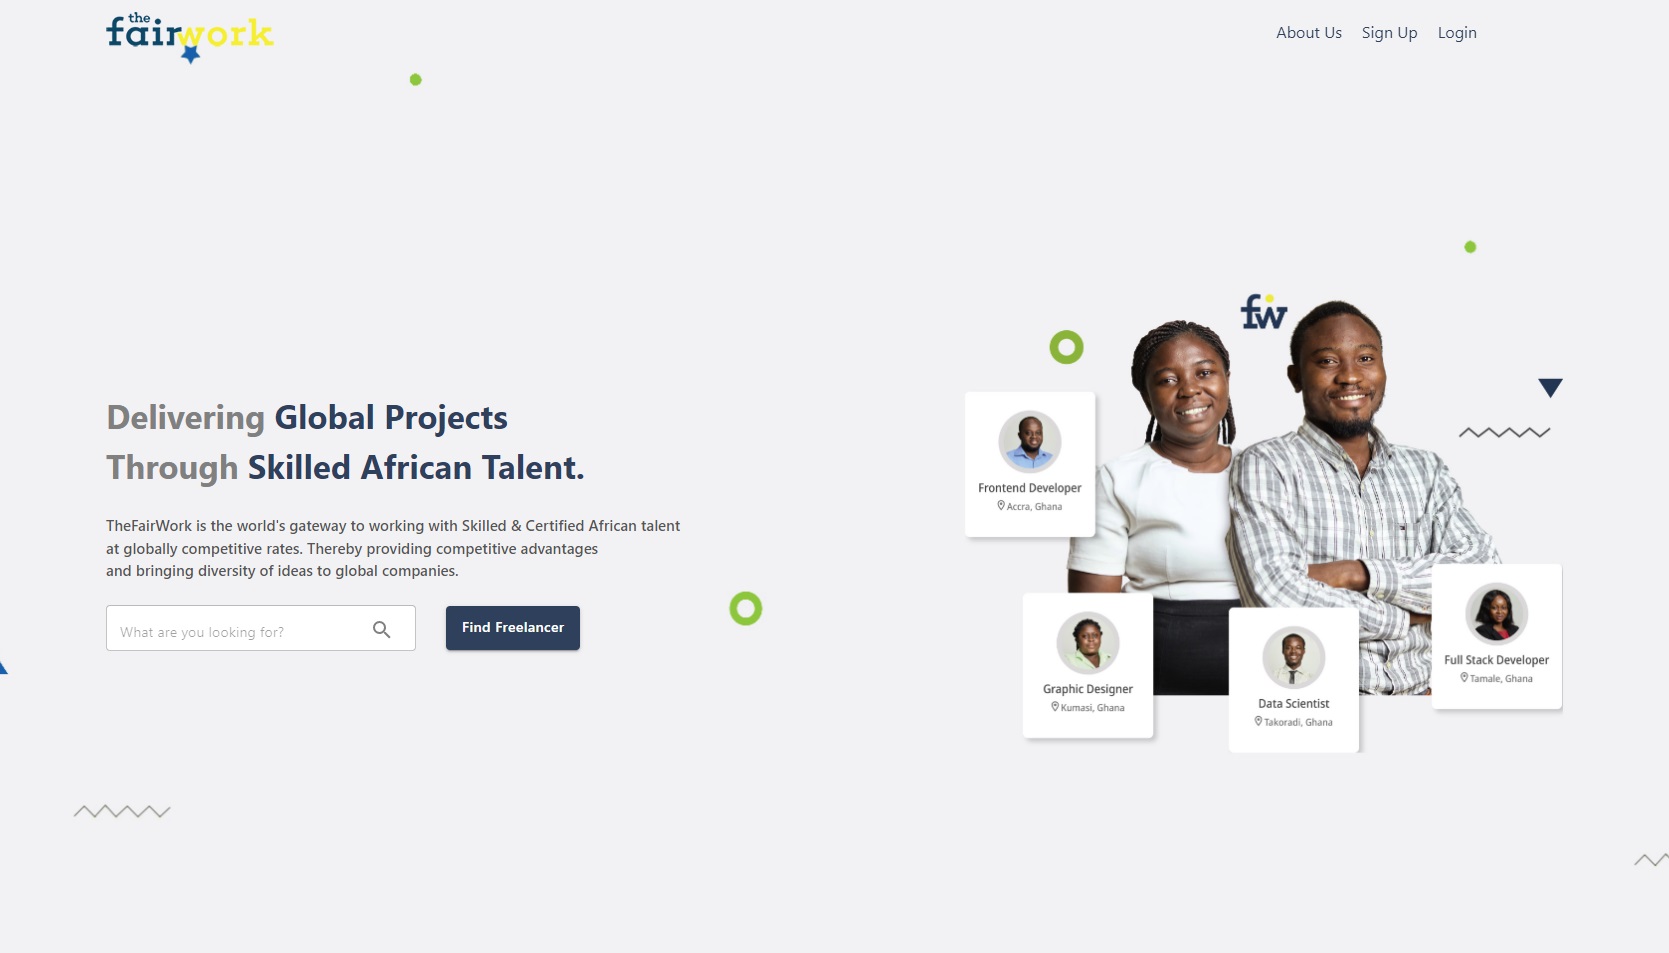 the
fairwork
About Us
Sign Up
Login
fw
Delivering Global Projects
Through Skilled African Talent.
TheFairWork is the world's gateway to working with Skilled & Certified African talent
at globally competitive rates. Thereby providing competitive advantages
and bringing diversity of ideas to global companies.
What are you looking for?
Find Freelancer
Frontend Developer
Accra, Ghana
Graphic Designer
Kumasi, Ghana
Data Scientist
Takoradi, Ghana
Full Stack Developer
Tamale, Ghana